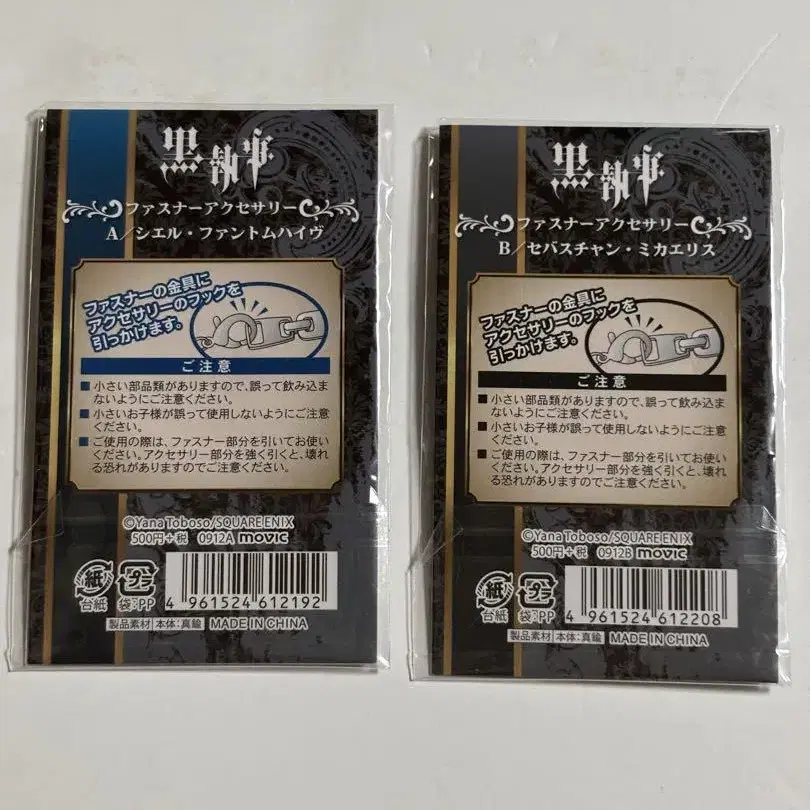 黒執事
ファスナーアクセサリー
A/シエル・ファントムハイヴ
ファスナーの金具に
アクセサリーのフックを
引っかけます。
ご注意
■ 小さい部品類がありますので、誤って飲み込ま
ないようにご注意ください。
■ 小さいお子様が誤って使用しないようにご注意
ください。
■ ご使用の際は、ファスナー部分を引いてお使い
ください。アクセサリー部分を強く引くと、壊れ
る恐れがありますのでご注意ください。
©Yana Toboso/SQUARE ENIX
500円+税 0912A movic
紙 プラ
台紙 袋:PP
4 961524 612192
製品素材 本体:真鍮 MADE IN CHINA
黒執事
ファスナーアクセサリー
B/セバスチャン・ミカエリス
ファスナーの金具に
アクセサリーのフックを
引っかけます。
ご注意
■ 小さい部品類がありますので、誤って飲み込ま
ないようにご注意ください。
■ 小さいお子様が誤って使用しないようにご注意
ください。
■ ご使用の際は、ファスナー部分を引いてお使い
ください。アクセサリー部分を強く引くと、壊れ
る恐れがありますのでご注意ください。
©Yana Toboso/SQUARE ENIX
500円+税 0912B movic
紙 プラ
台紙 袋:PP
4 961524 612208
製品素材 本体:真鍮 MADE IN CHINA